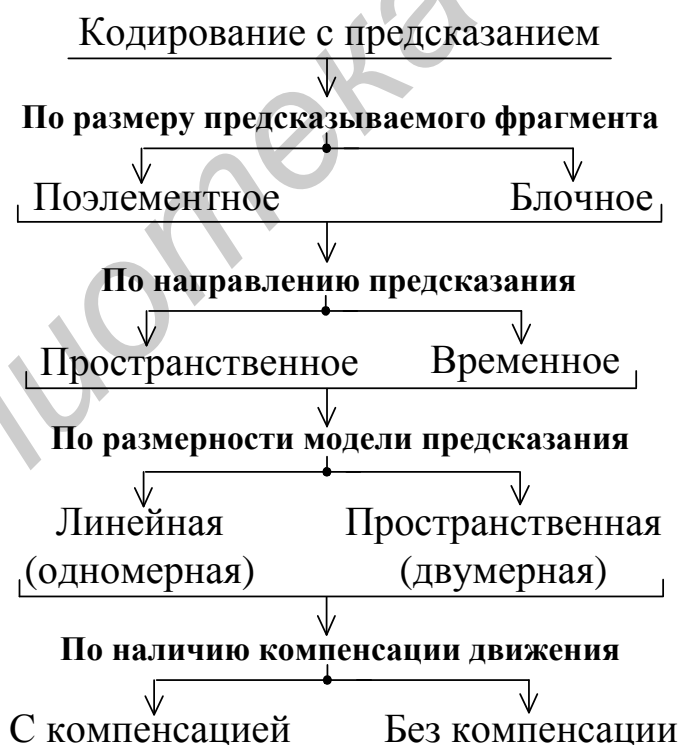 Кодирование с предсказанием
По размеру предсказываемого фрагмента
Поэлементное Блочное
По направлению предсказания
Пространственное Временное
По размерности модели предсказания
Линейная Пространственная
(одномерная) (двумерная)
По наличию компенсации движения
С компенсацией Без компенсации